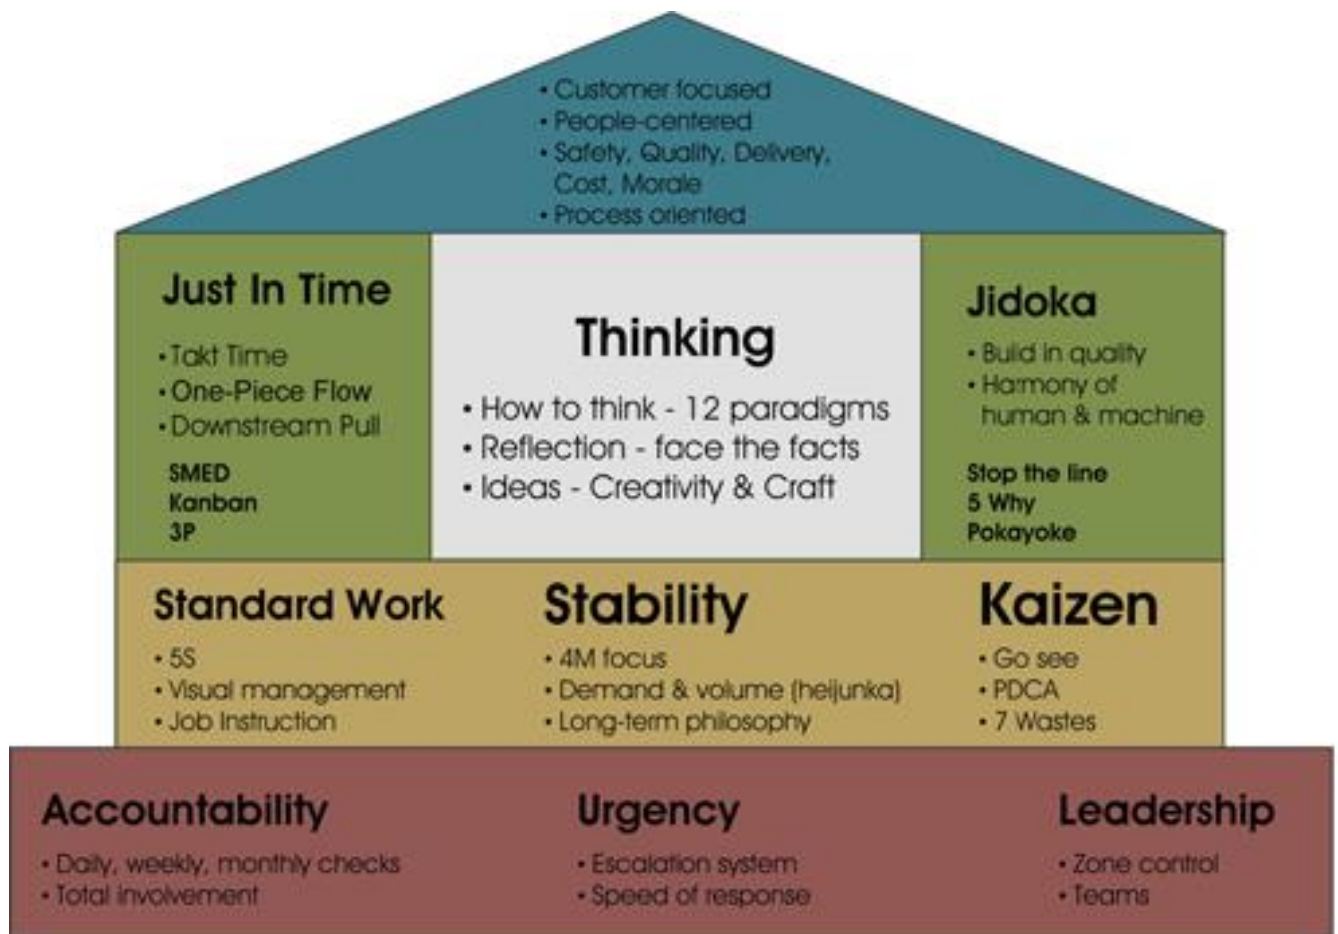 • Customer focused
• People-centered
• Safety, Quality, Delivery,
Cost, Morale
• Process oriented
Just In Time
• Takt Time
• One-Piece Flow
• Downstream Pull
SMED
Kanban
3P
Thinking
• How to think - 12 paradigms
• Reflection - face the facts
• Ideas - Creativity & Craft
Jidoka
• Build in quality
• Harmony of
human & machine
Stop the line
5 Why
Pokayoke
Standard Work
• 5S
• Visual management
• Job Instruction
Stability
• 4M focus
• Demand & volume (heijunka)
• Long-term philosophy
Kaizen
• Go see
• PDCA
• 7 Wastes
Accountability
• Daily, weekly, monthly checks
• Total involvement
Urgency
• Escalation system
• Speed of response
Leadership
• Zone control
• Teams